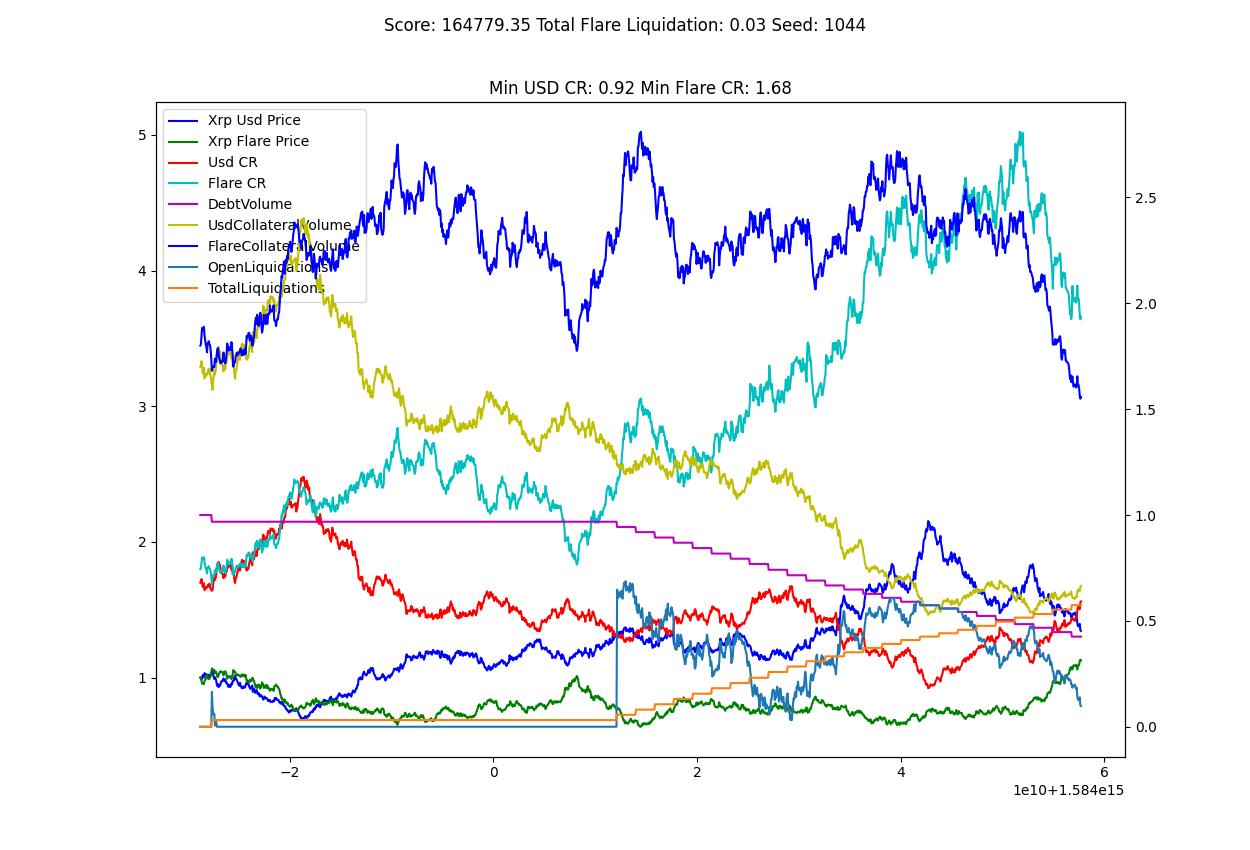 Score: 164779.35 Total Flare Liquidation: 0.03 Seed: 1044
Min USD CR: 0.92 Min Flare CR: 1.68
Xrp Usd Price
Xrp Flare Price
Usd CR
Flare CR
DebtVolume
UsdCollateralVolume
FlareCollateralVolume
OpenLiquidations
TotalLiquidations
5
4
3
2
1
2.5
2.0
1.5
1.0
0.5
0.0
−2
0
2
4
6
1e10+1.584e15